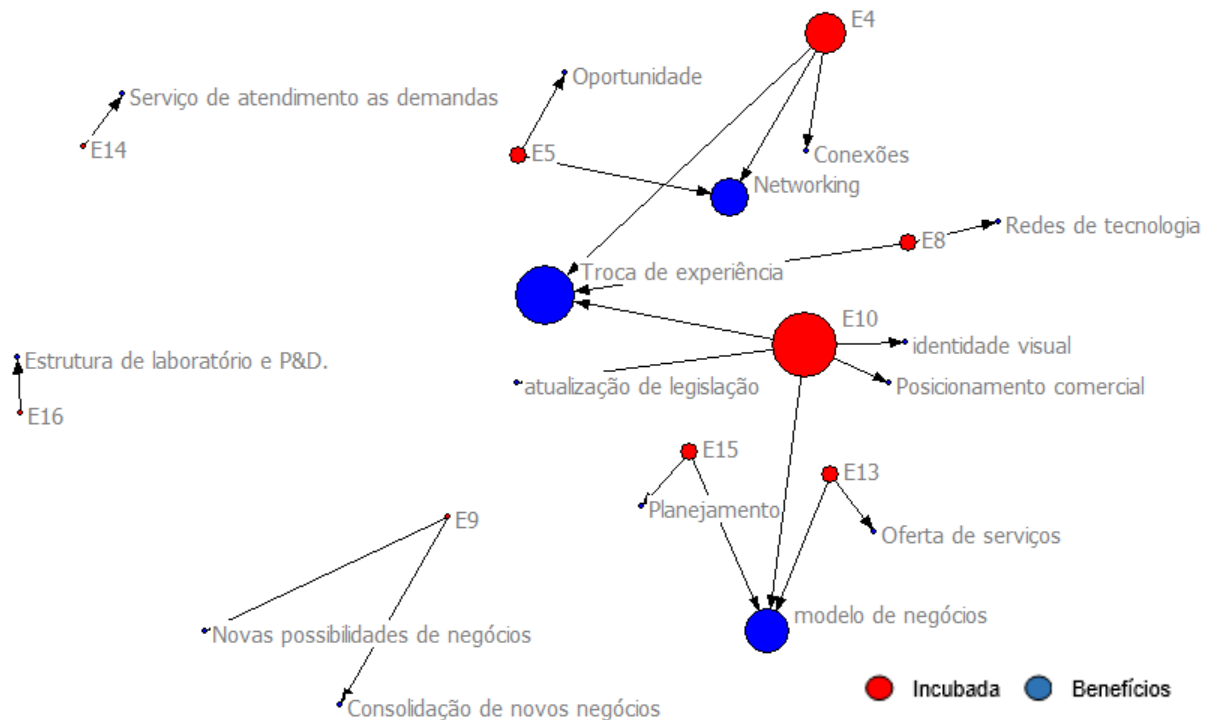 E4
Oportunidade
Serviço de atendimento as demandas
E14
E5
Conexões
Networking
Redes de tecnologia
E8
Troca de experiência
E10
identidade visual
Estrutura de laboratório e P&D.
atualização de legislação
Posicionamento comercial
E16
E15
E13
Planejamento
E9
Oferta de serviços
modelo de negócios
Novas possibilidades de negócios
Incubada
Benefícios
Consolidação de novos negócios